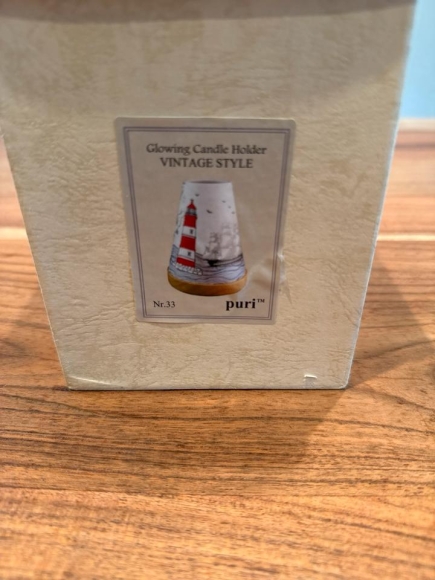 Glowing Candle Holder
VINTAGE STYLE
Nr.33
puri™